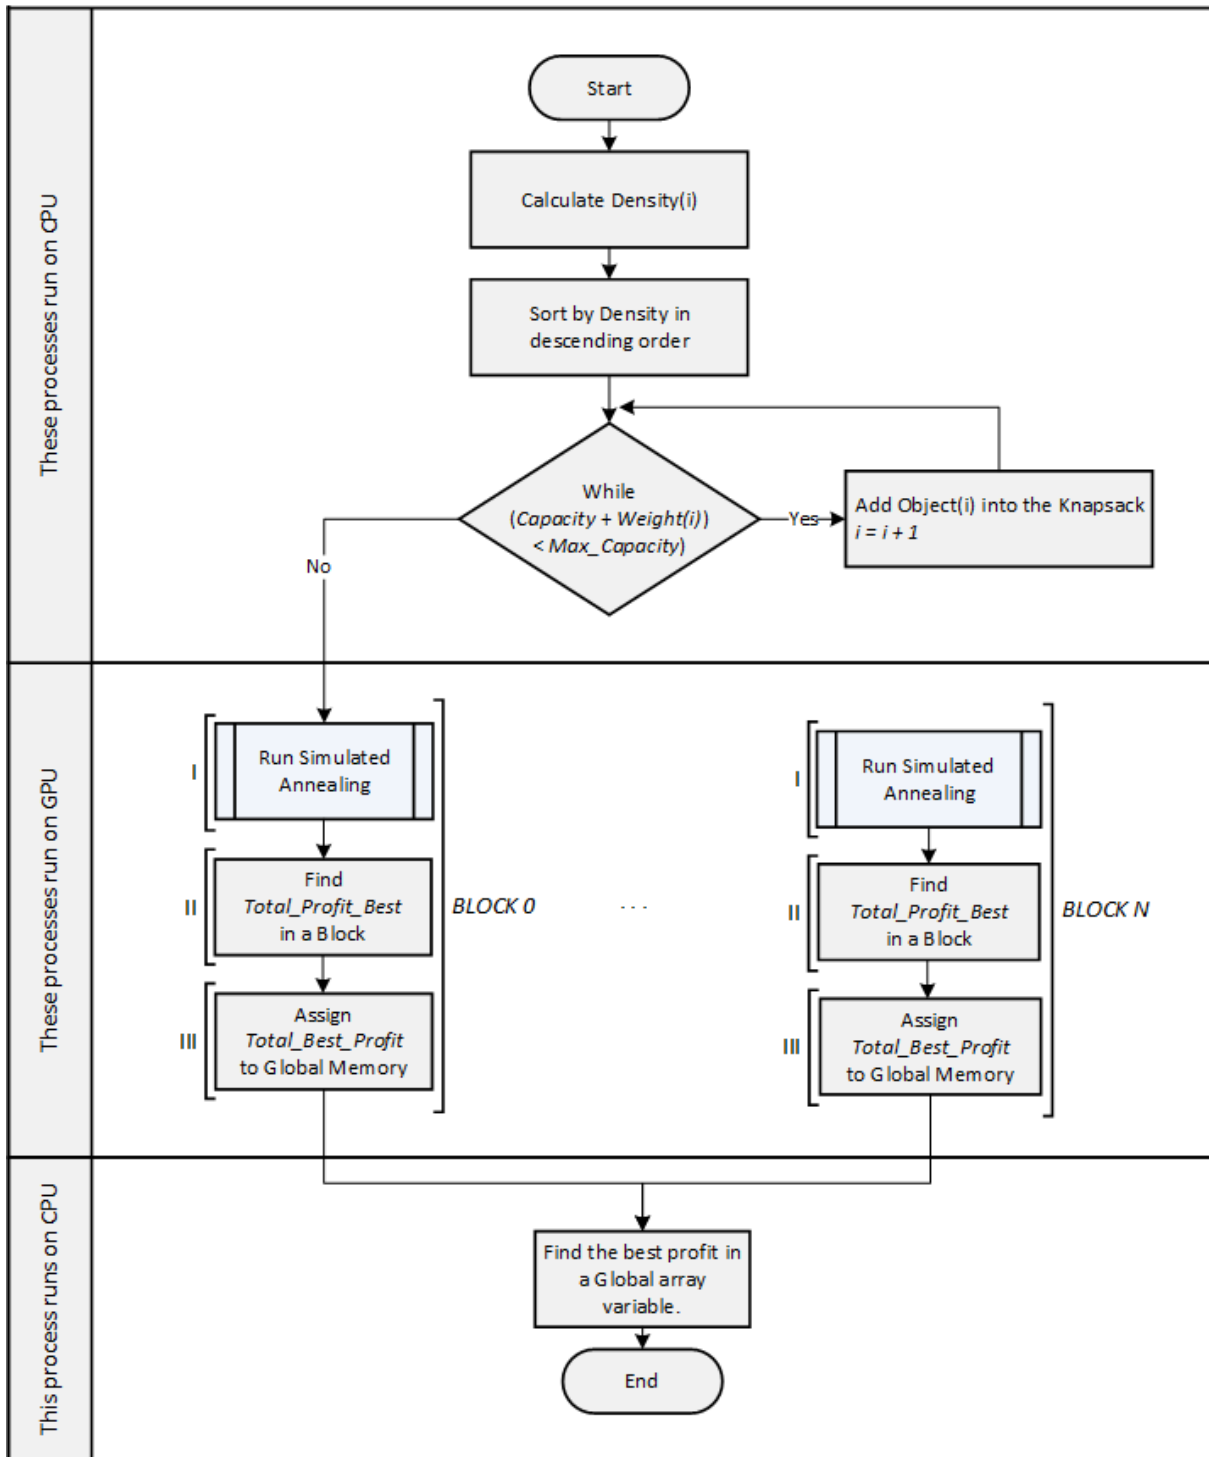 These processes run on CPU
Start
Calculate Density(i)
Sort by Density in
descending order
While
(Capacity + Weight(i))
< Max_Capacity)
Yes
Add Object(i) into the Knapsack
i = i + 1
No
These processes run on GPU
I
Run Simulated
Annealing
II
Find
Total_Profit_Best
in a Block
III
Assign
Total_Best_Profit
to Global Memory
BLOCK 0
. . .
I
Run Simulated
Annealing
II
Find
Total_Profit_Best
in a Block
III
Assign
Total_Best_Profit
to Global Memory
BLOCK N
This process runs on CPU
Find the best profit in
a Global array
variable.
End